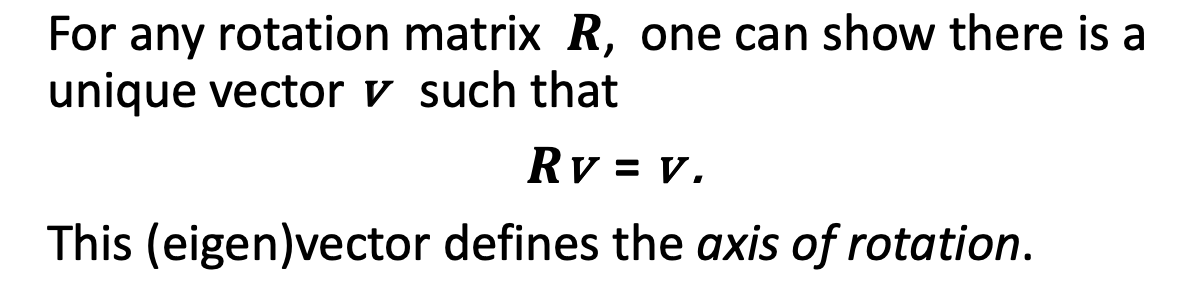 For any rotation matrix R, one can show there is a
unique vector v such that
Rv = v.
This (eigen)vector defines the axis of rotation.